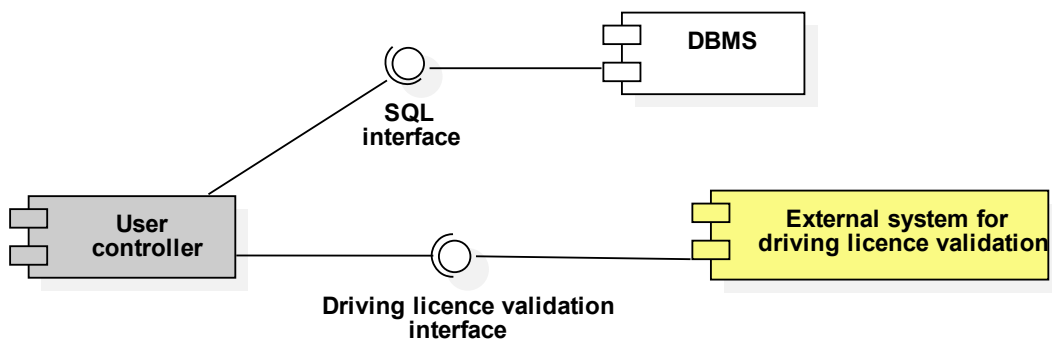 DBMS
SQL
interface
User
controller
External system for
driving licence validation
Driving licence validation
interface